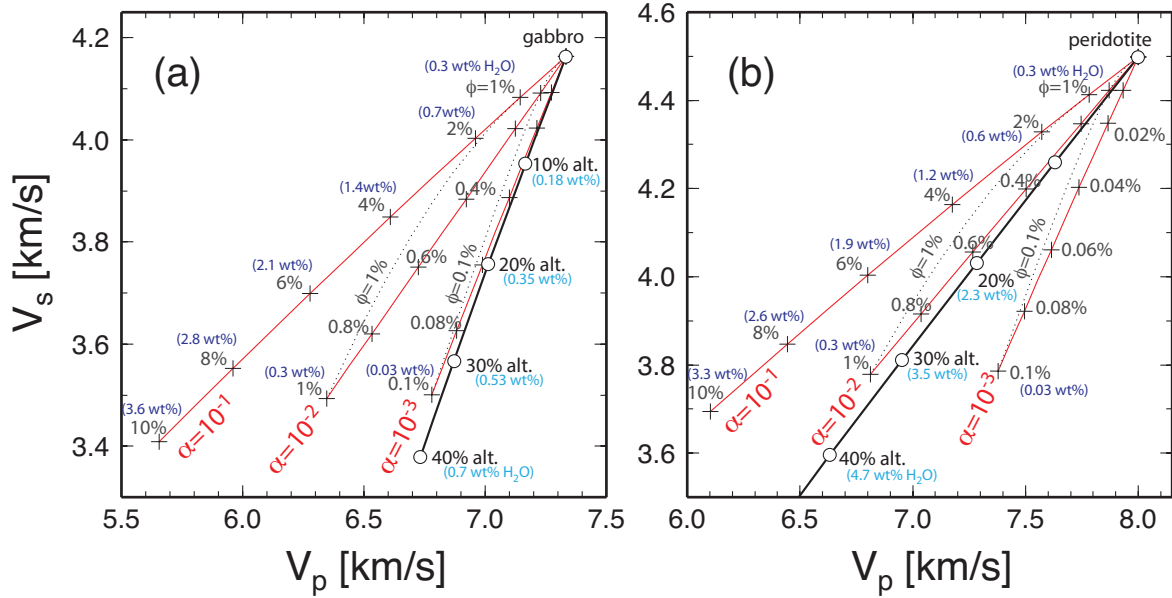 (a)
gabbro
(0.3 wt% H₂O)
ϕ=1%
(0.7wt%)
2%
10% alt.
(0.18 wt%)
(1.4wt%)
4%
0.4%
(2.1 wt%)
6%
0.6%
ϕ=1%
ϕ=0.1%
20% alt.
(0.35 wt%)
(2.8 wt%)
8%
0.8%
0.08%
30% alt.
(0.53 wt%)
(3.6 wt%)
10%
(0.3 wt%)
1%
(0.03 wt%)
0.1%
α=10⁻¹
α=10⁻²
α=10⁻³
40% alt.
(0.7 wt% H₂O)
4.2
4.0
3.8
3.6
3.4
Vₛ [km/s]
5.5
6.0
6.5
7.0
7.5
Vₚ [km/s]
(b)
peridotite
(0.3 wt% H₂O)
ϕ=1%
2%
(0.6 wt%)
0.02%
(1.2 wt%)
4%
0.4%
0.04%
(1.9 wt%)
6%
ϕ=1%
0.6%
ϕ=0.1%
0.06%
20%
(2.3 wt%)
(2.6 wt%)
8%
0.8%
0.08%
(0.3 wt%)
1%
30% alt.
(3.5 wt%)
0.1%
(0.03 wt%)
(3.3 wt%)
10%
α=10⁻¹
α=10⁻²
α=10⁻³
40% alt.
(4.7 wt% H₂O)
4.6
4.4
4.2
4.0
3.8
3.6
6.0
6.5
7.0
7.5
8.0
Vₚ [km/s]